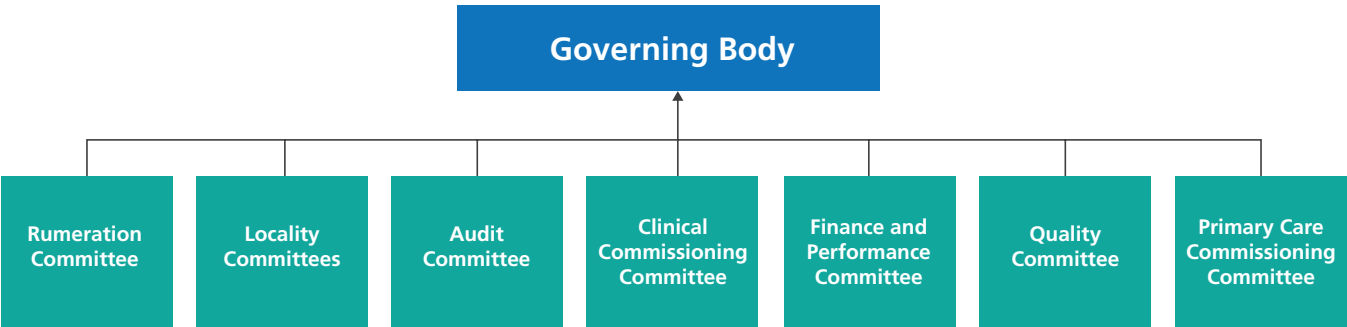 Governing Body
Rumeration
Committee
Locality
Committees
Audit
Committee
Clinical
Commissioning
Committee
Finance and
Performance
Committee
Quality
Committee
Primary Care
Commissioning
Committee